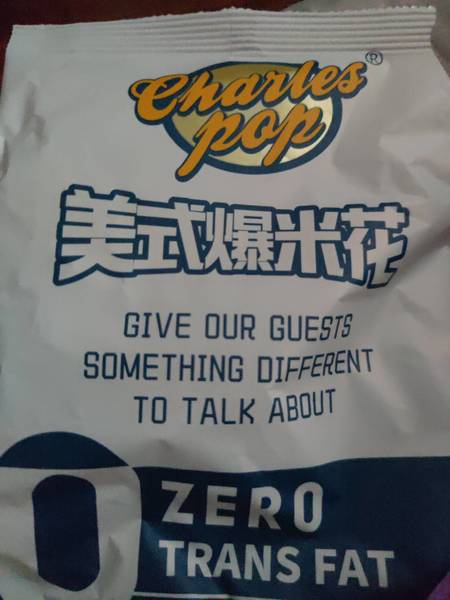 Charles®
pop
美式爆米花
GIVE OUR GUESTS
SOMETHING DIFFERENT
TO TALK ABOUT
0
ZERO
TRANS FAT